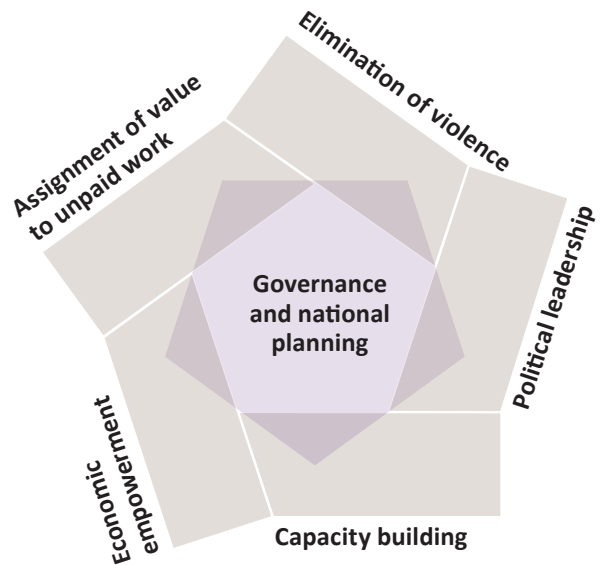 Elimination of violence
Assignment of value
to unpaid work
Political leadership
Governance
and national
planning
Economic
empowerment
Capacity building